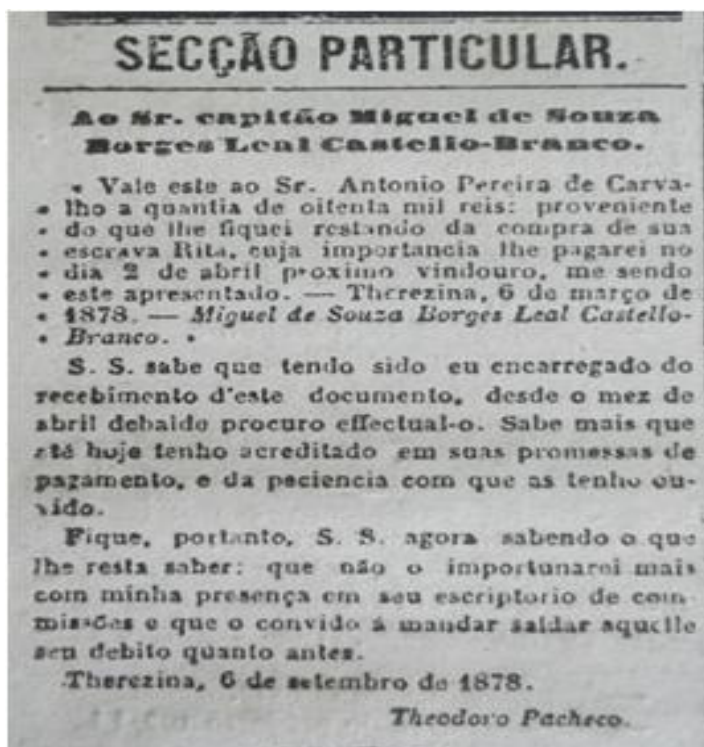 SECÇÃO PARTICULAR.
Ao Sr. capitão Miguel de Souza
Borges Leal Castello-Branco.
« Vale este ao Sr. Antonio Pereira de Carva-
« lho a quantia de oitenta mil reis: proveniente
« do que lhe fiquei restando da compra de sua
« escrava Rita, cuja importancia lhe pagarei no
« dia 2 de abril proximo vindouro, me sendo
« este apresentado. — Therezina, 6 de março de
« 1878. — Miguel de Souza Borges Leal Castello-
« Branco. »
S. S. sabe que tendo sido eu encarregado do
recebimento d'este documento, desde o mez de
abril debalde procuro effectual-o. Sabe mais que
até hoje tenho acreditado em suas promessas de
pagamento, e da paciencia com que as tenho ou-
vido.
Fique, portanto, S. S. agora sabendo o que
lhe resta saber: que não o importunarei mais
com minha presença em seu escriptorio de com-
missões e que o convido á mandar saldar aquelle
seu debito quanto antes.
Therezina, 6 de setembro de 1878.
Theodoro Pacheco.